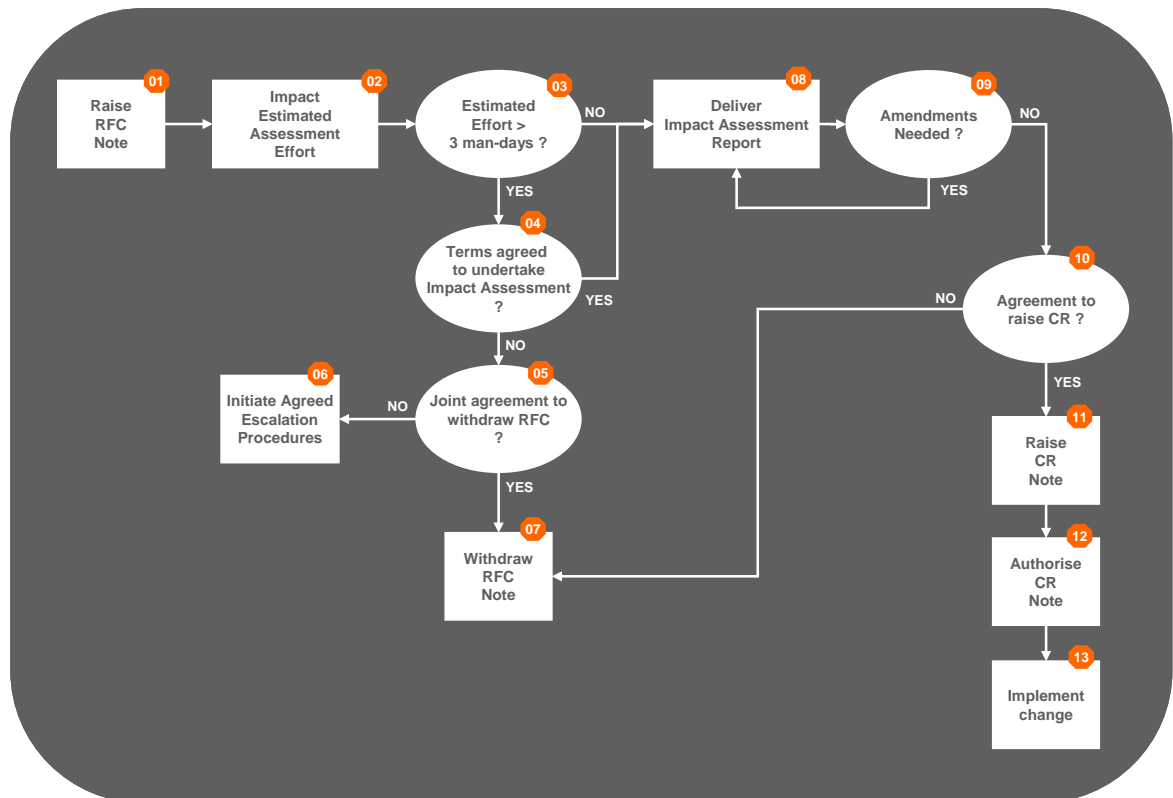 01
Raise
RFC
Note
02
Impact
Estimated
Assessment
Effort
03
Estimated
Effort >
3 man-days ?
NO
YES
04
Terms agreed
to undertake
Impact Assessment
?
YES
NO
05
Joint agreement to
withdraw RFC
?
NO
YES
06
Initiate Agreed
Escalation
Procedures
07
Withdraw
RFC
Note
08
Deliver
Impact Assessment
Report
09
Amendments
Needed ?
NO
YES
10
Agreement to
raise CR ?
NO
YES
11
Raise
CR
Note
12
Authorise
CR
Note
13
Implement
change